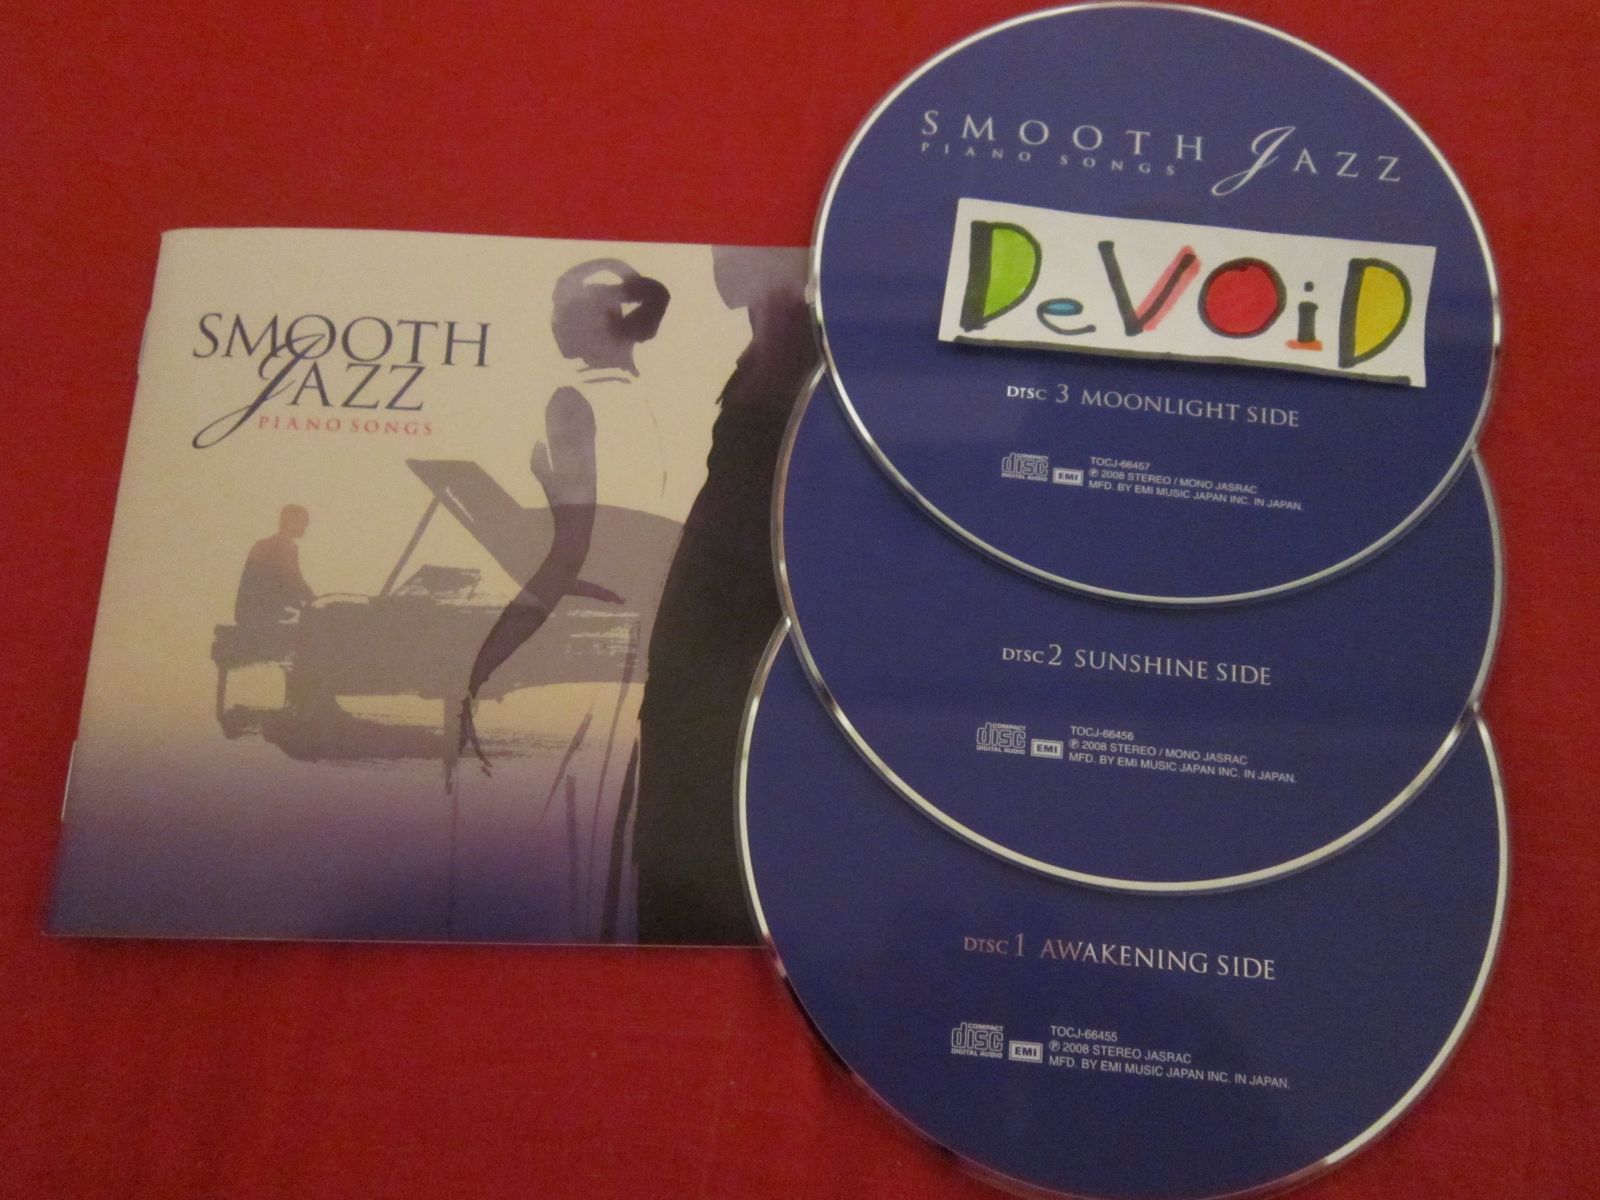 SMOOTH
JAZZ
PIANO SONGS
SMOOTH JAZZ
PIANO SONGS
DeVOiD
DISC 3 MOONLIGHT SIDE
COMPACT
disc
DIGITAL AUDIO
EMI
TOCJ-66457
℗ 2008 STEREO / MONO JASRAC
MFD. BY EMI MUSIC JAPAN INC. IN JAPAN.
DISC 2 SUNSHINE SIDE
COMPACT
disc
DIGITAL AUDIO
EMI
TOCJ-66456
℗ 2008 STEREO / MONO JASRAC
MFD. BY EMI MUSIC JAPAN INC. IN JAPAN.
DISC 1 AWAKENING SIDE
COMPACT
disc
DIGITAL AUDIO
EMI
TOCJ-66455
℗ 2008 STEREO JASRAC
MFD. BY EMI MUSIC JAPAN INC. IN JAPAN.